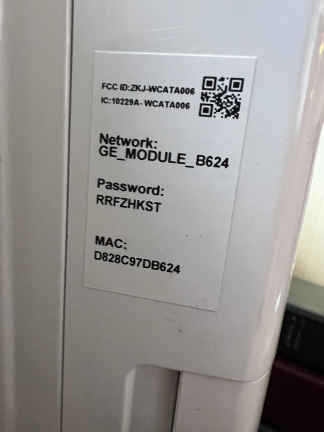 FCC ID:ZKJ-WCATA006
IC:10229A-WCATA006
Network:
GE_MODULE_B624
Password:
RRFZHKST
MAC:
D828C97DB624